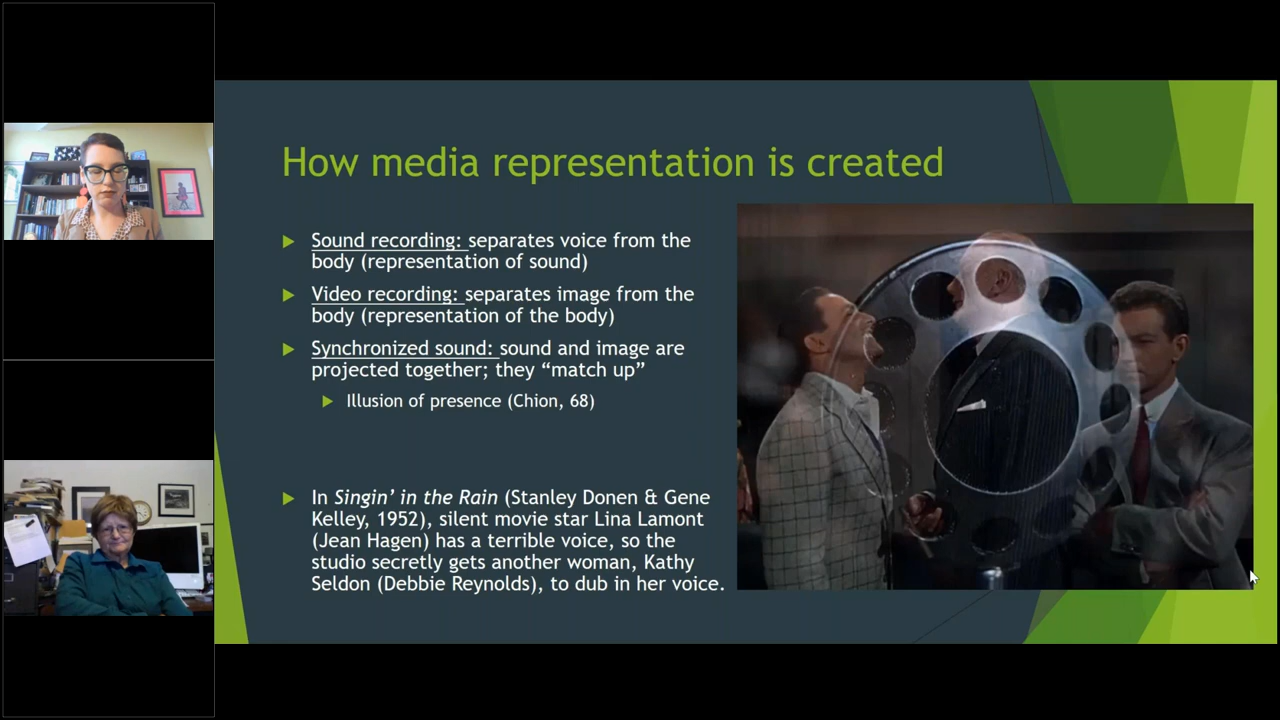 How media representation is created
Sound recording: separates voice from the
body (representation of sound)
Video recording: separates image from the
body (representation of the body)
Synchronized sound: sound and image are
projected together; they “match up”
Illusion of presence (Chion, 68)
In Singin’ in the Rain (Stanley Donen & Gene
Kelley, 1952), silent movie star Lina Lamont
(Jean Hagen) has a terrible voice, so the
studio secretly gets another woman, Kathy
Seldon (Debbie Reynolds), to dub in her voice.